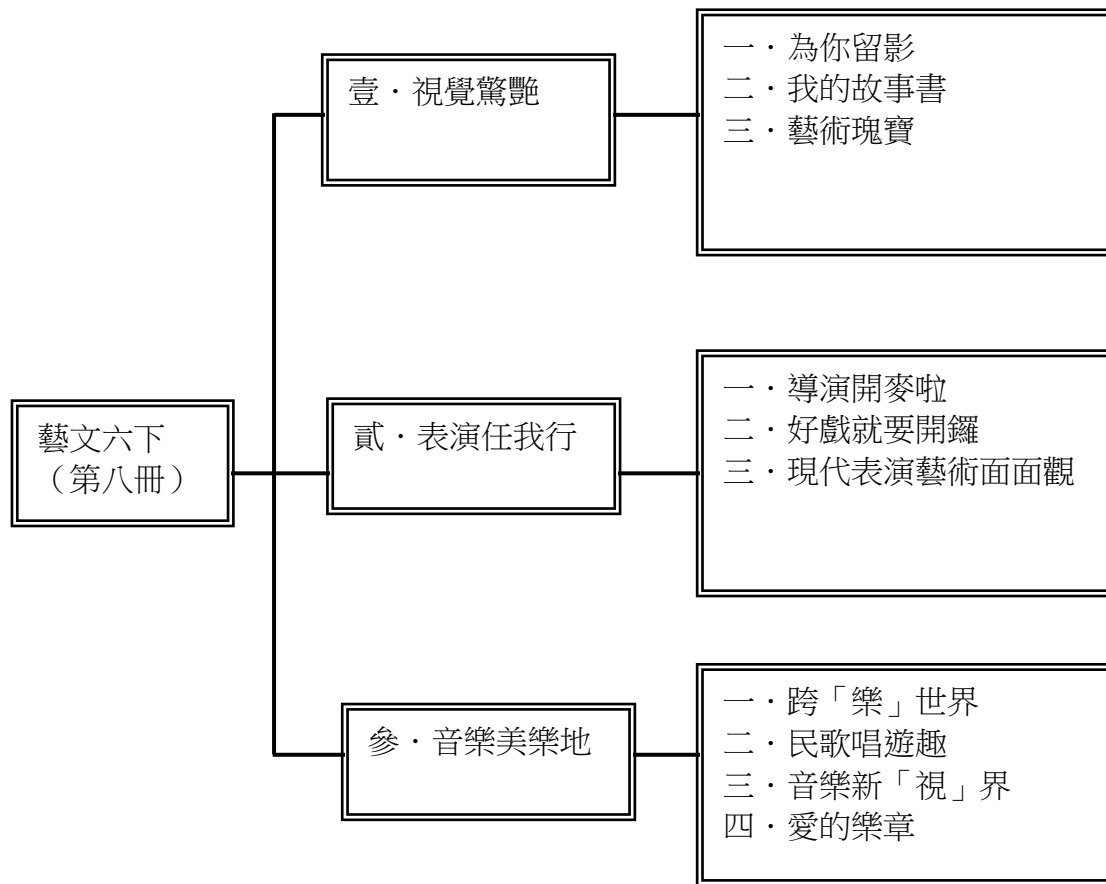 藝文六下
（第八冊）
壹．視覺驚艷
一．為你留影
二．我的故事書
三．藝術瑰寶
貳．表演任我行
一．導演開麥啦
二．好戲就要開鑼
三．現代表演藝術面面觀
參．音樂美樂地
一．跨「樂」世界
二．民歌唱遊趣
三．音樂新「視」界
四．愛的樂章